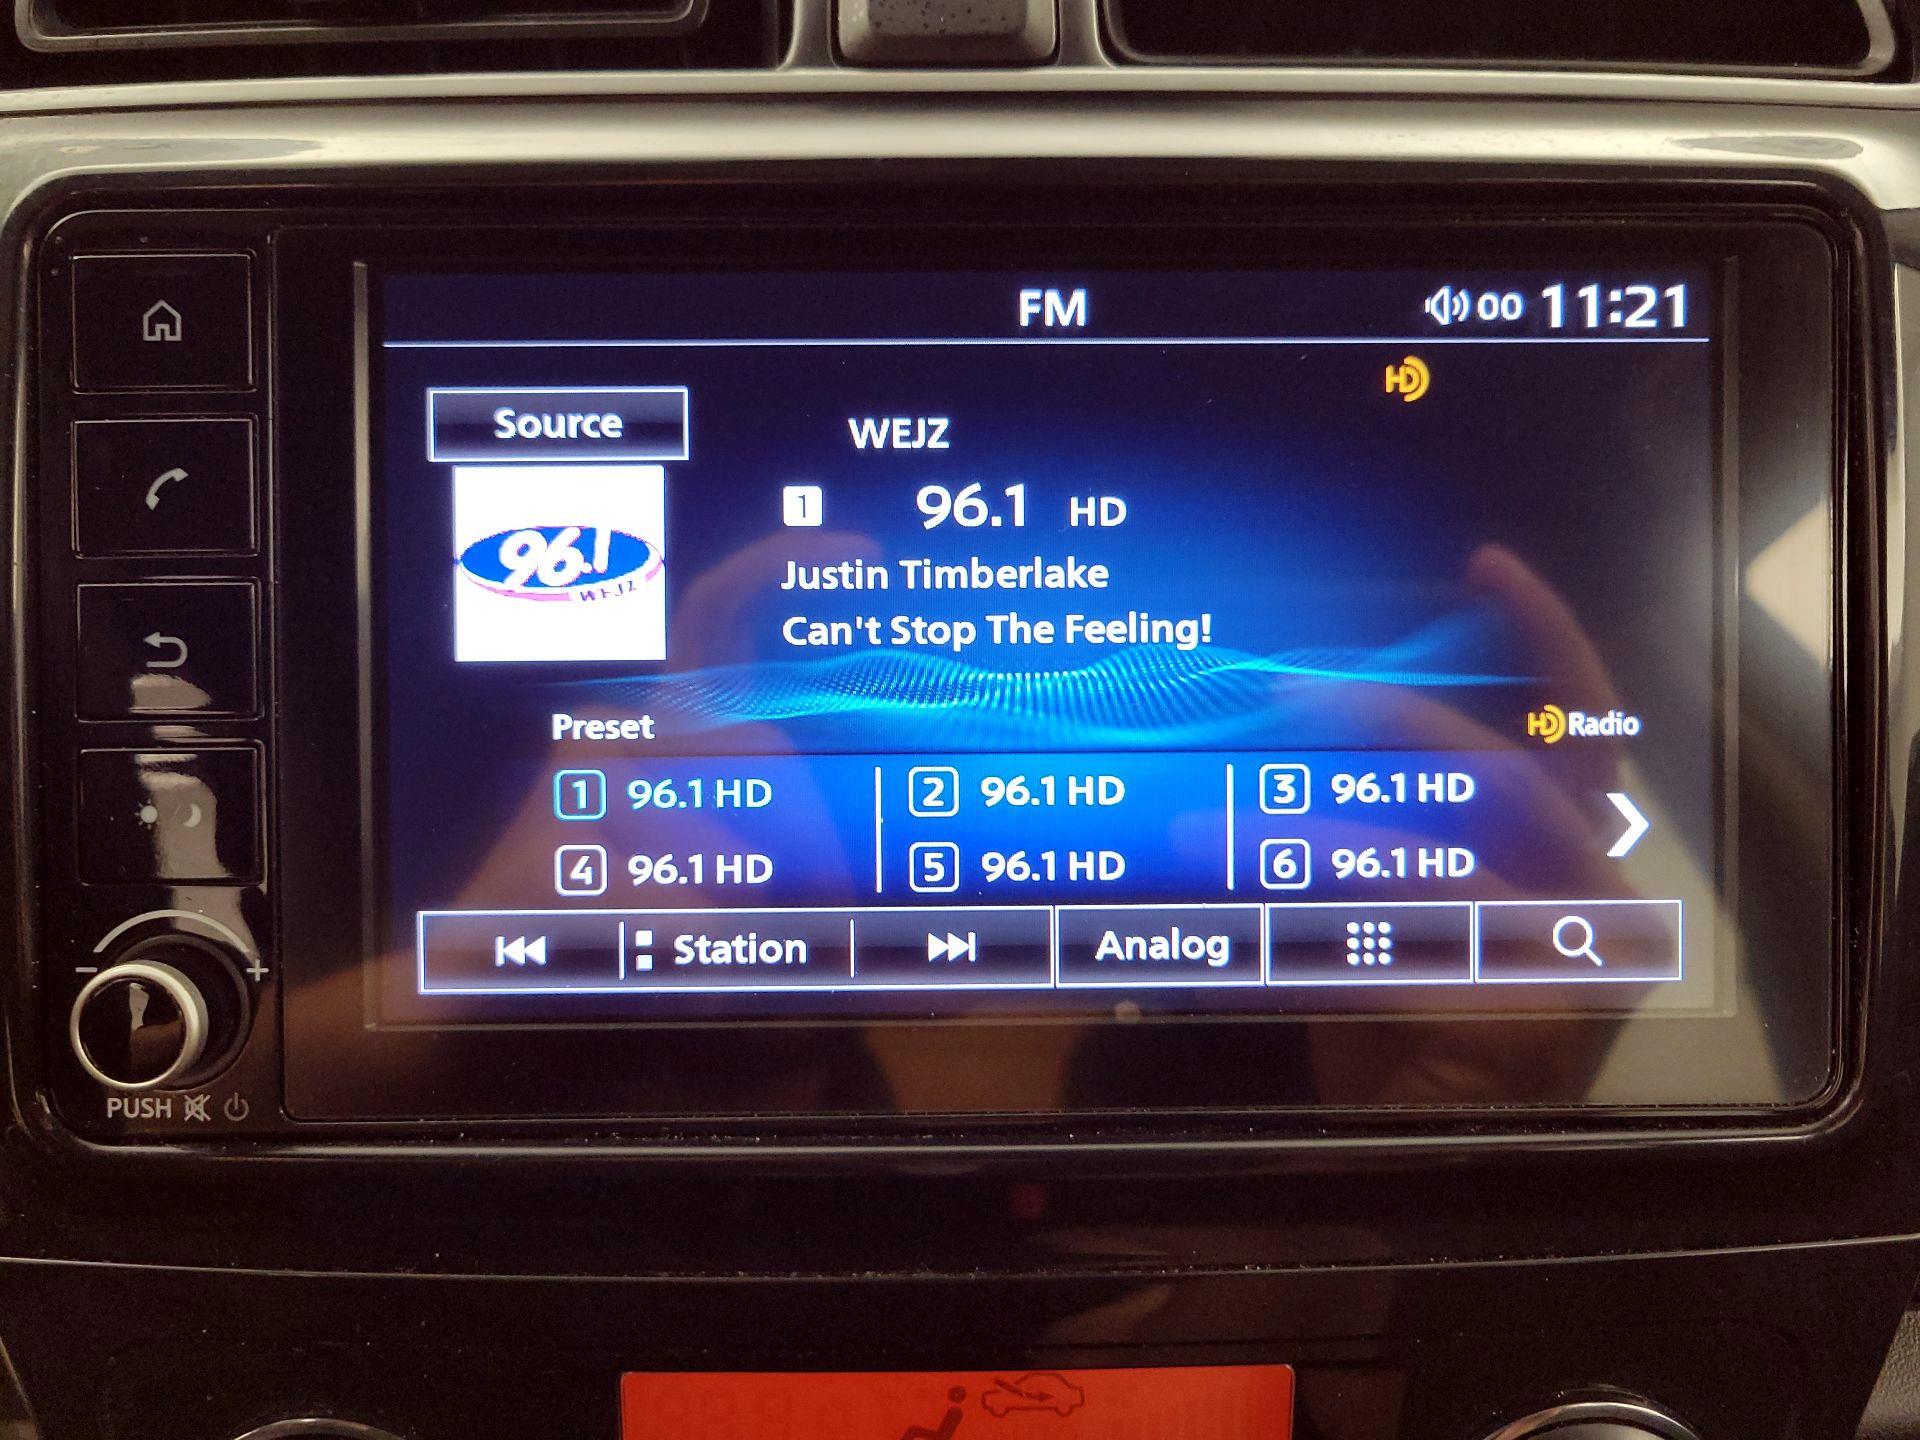 FM 00 11:21
HD
Source
WEJZ
1 96.1 HD
96.1
WEJZ
Justin Timberlake
Can't Stop The Feeling!
Preset
HD Radio
1 96.1 HD 2 96.1 HD 3 96.1 HD
4 96.1 HD 5 96.1 HD 6 96.1 HD
Station Analog
- +
PUSH